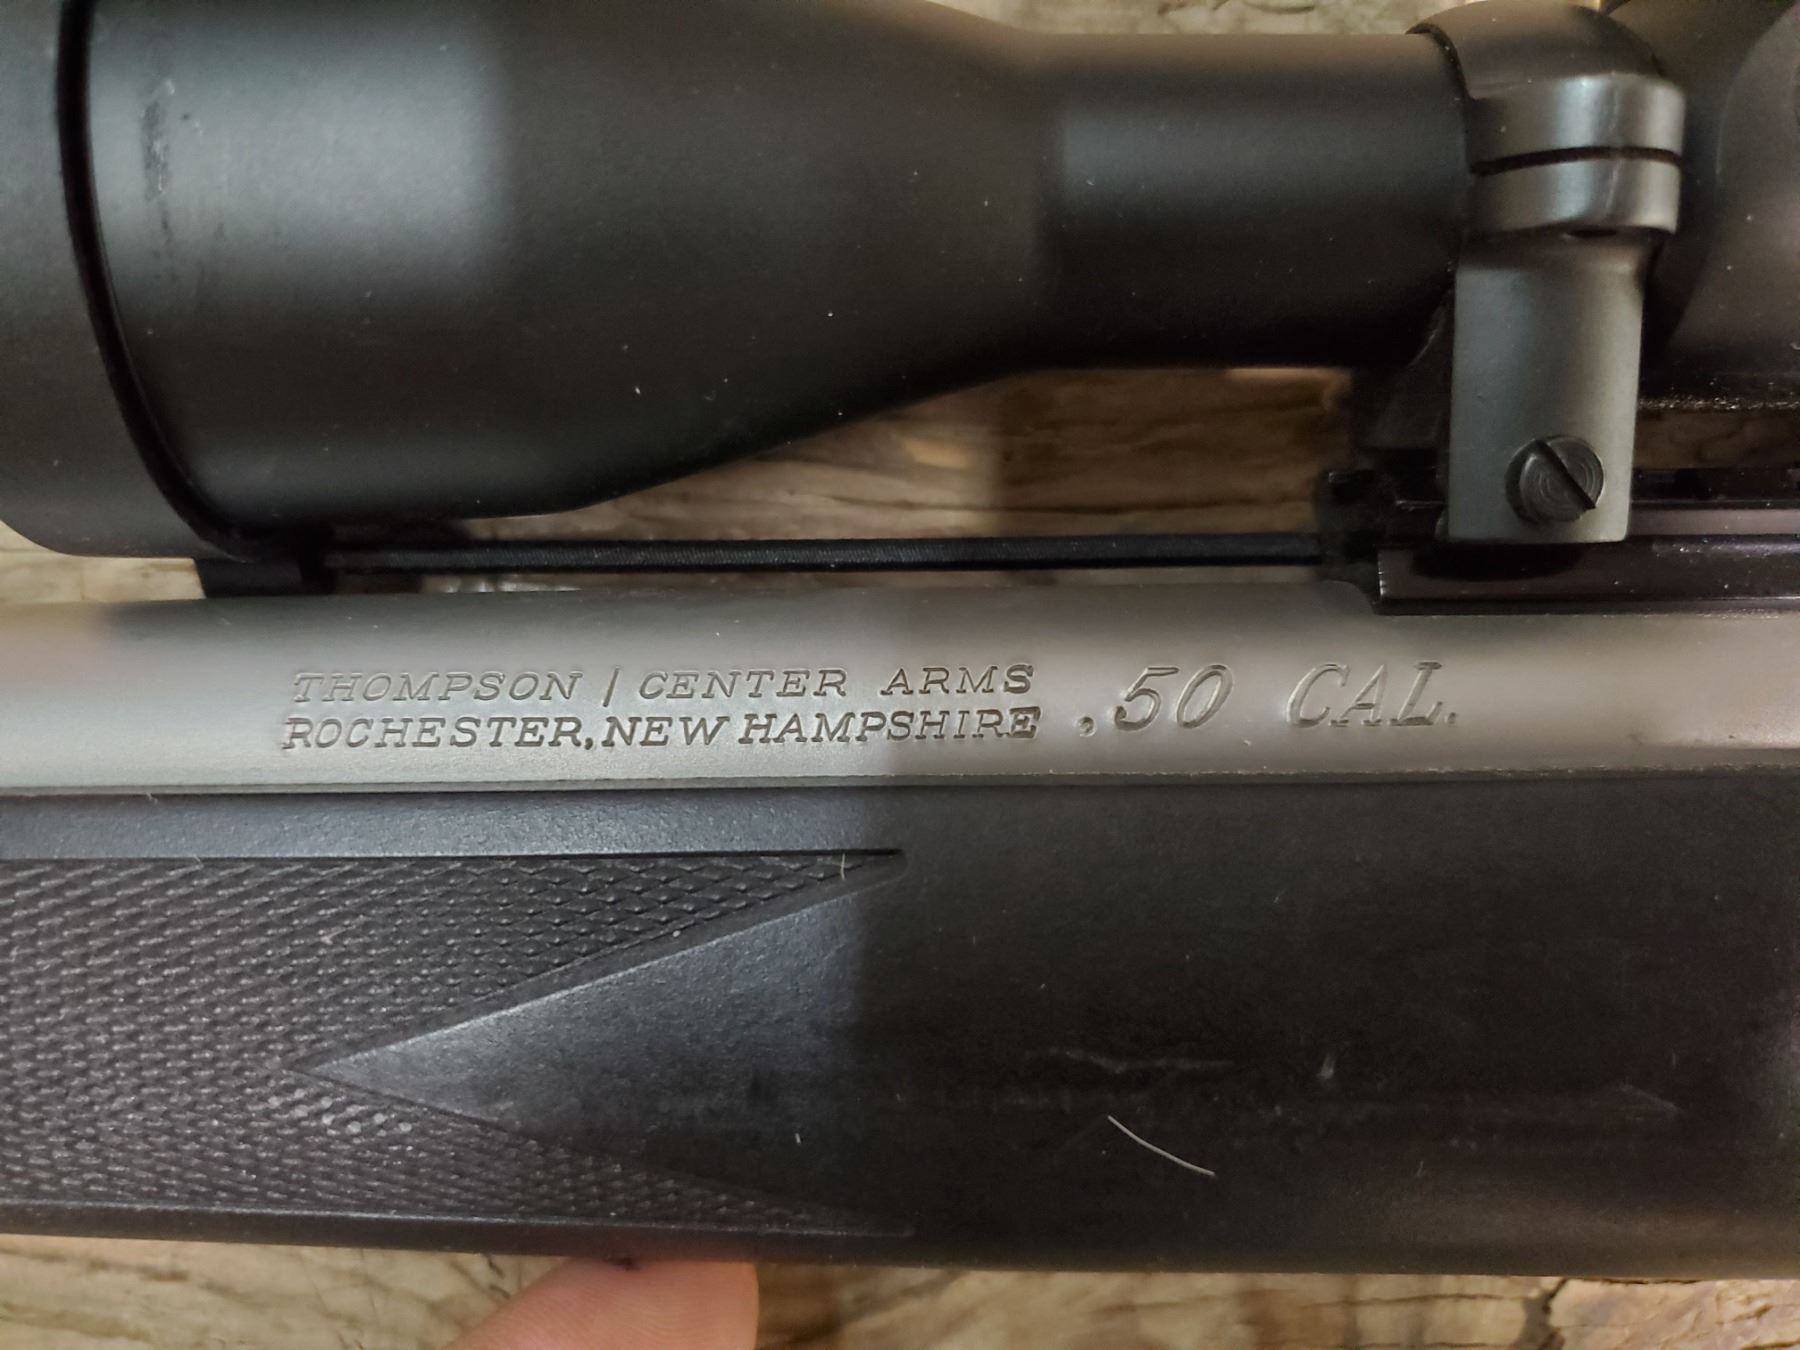 THOMPSON / CENTER ARMS
ROCHESTER, NEW HAMPSHIRE .50 CAL.